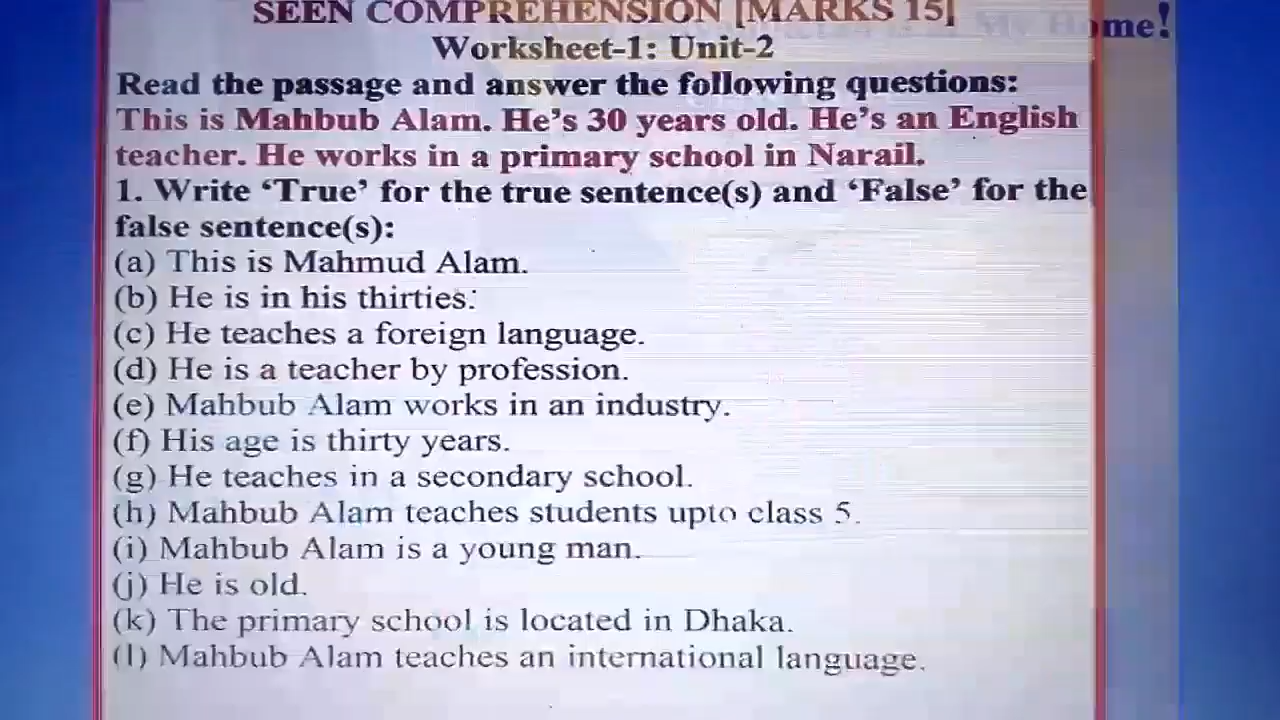 SEEN COMPREHENSION [MARKS 15]
My Home!
Worksheet-1: Unit-2
Read the passage and answer the following questions:
This is Mahbub Alam. He's 30 years old. He's an English
teacher. He works in a primary school in Narail.
1. Write ‘True’ for the true sentence(s) and ‘False’ for the
false sentence(s):
(a) This is Mahmud Alam.
(b) He is in his thirties.
(c) He teaches a foreign language.
(d) He is a teacher by profession.
(e) Mahbub Alam works in an industry.
(f) His age is thirty years.
(g) He teaches in a secondary school.
(h) Mahbub Alam teaches students upto class 5.
(i) Mahbub Alam is a young man.
(j) He is old.
(k) The primary school is located in Dhaka.
(l) Mahbub Alam teaches an international language.